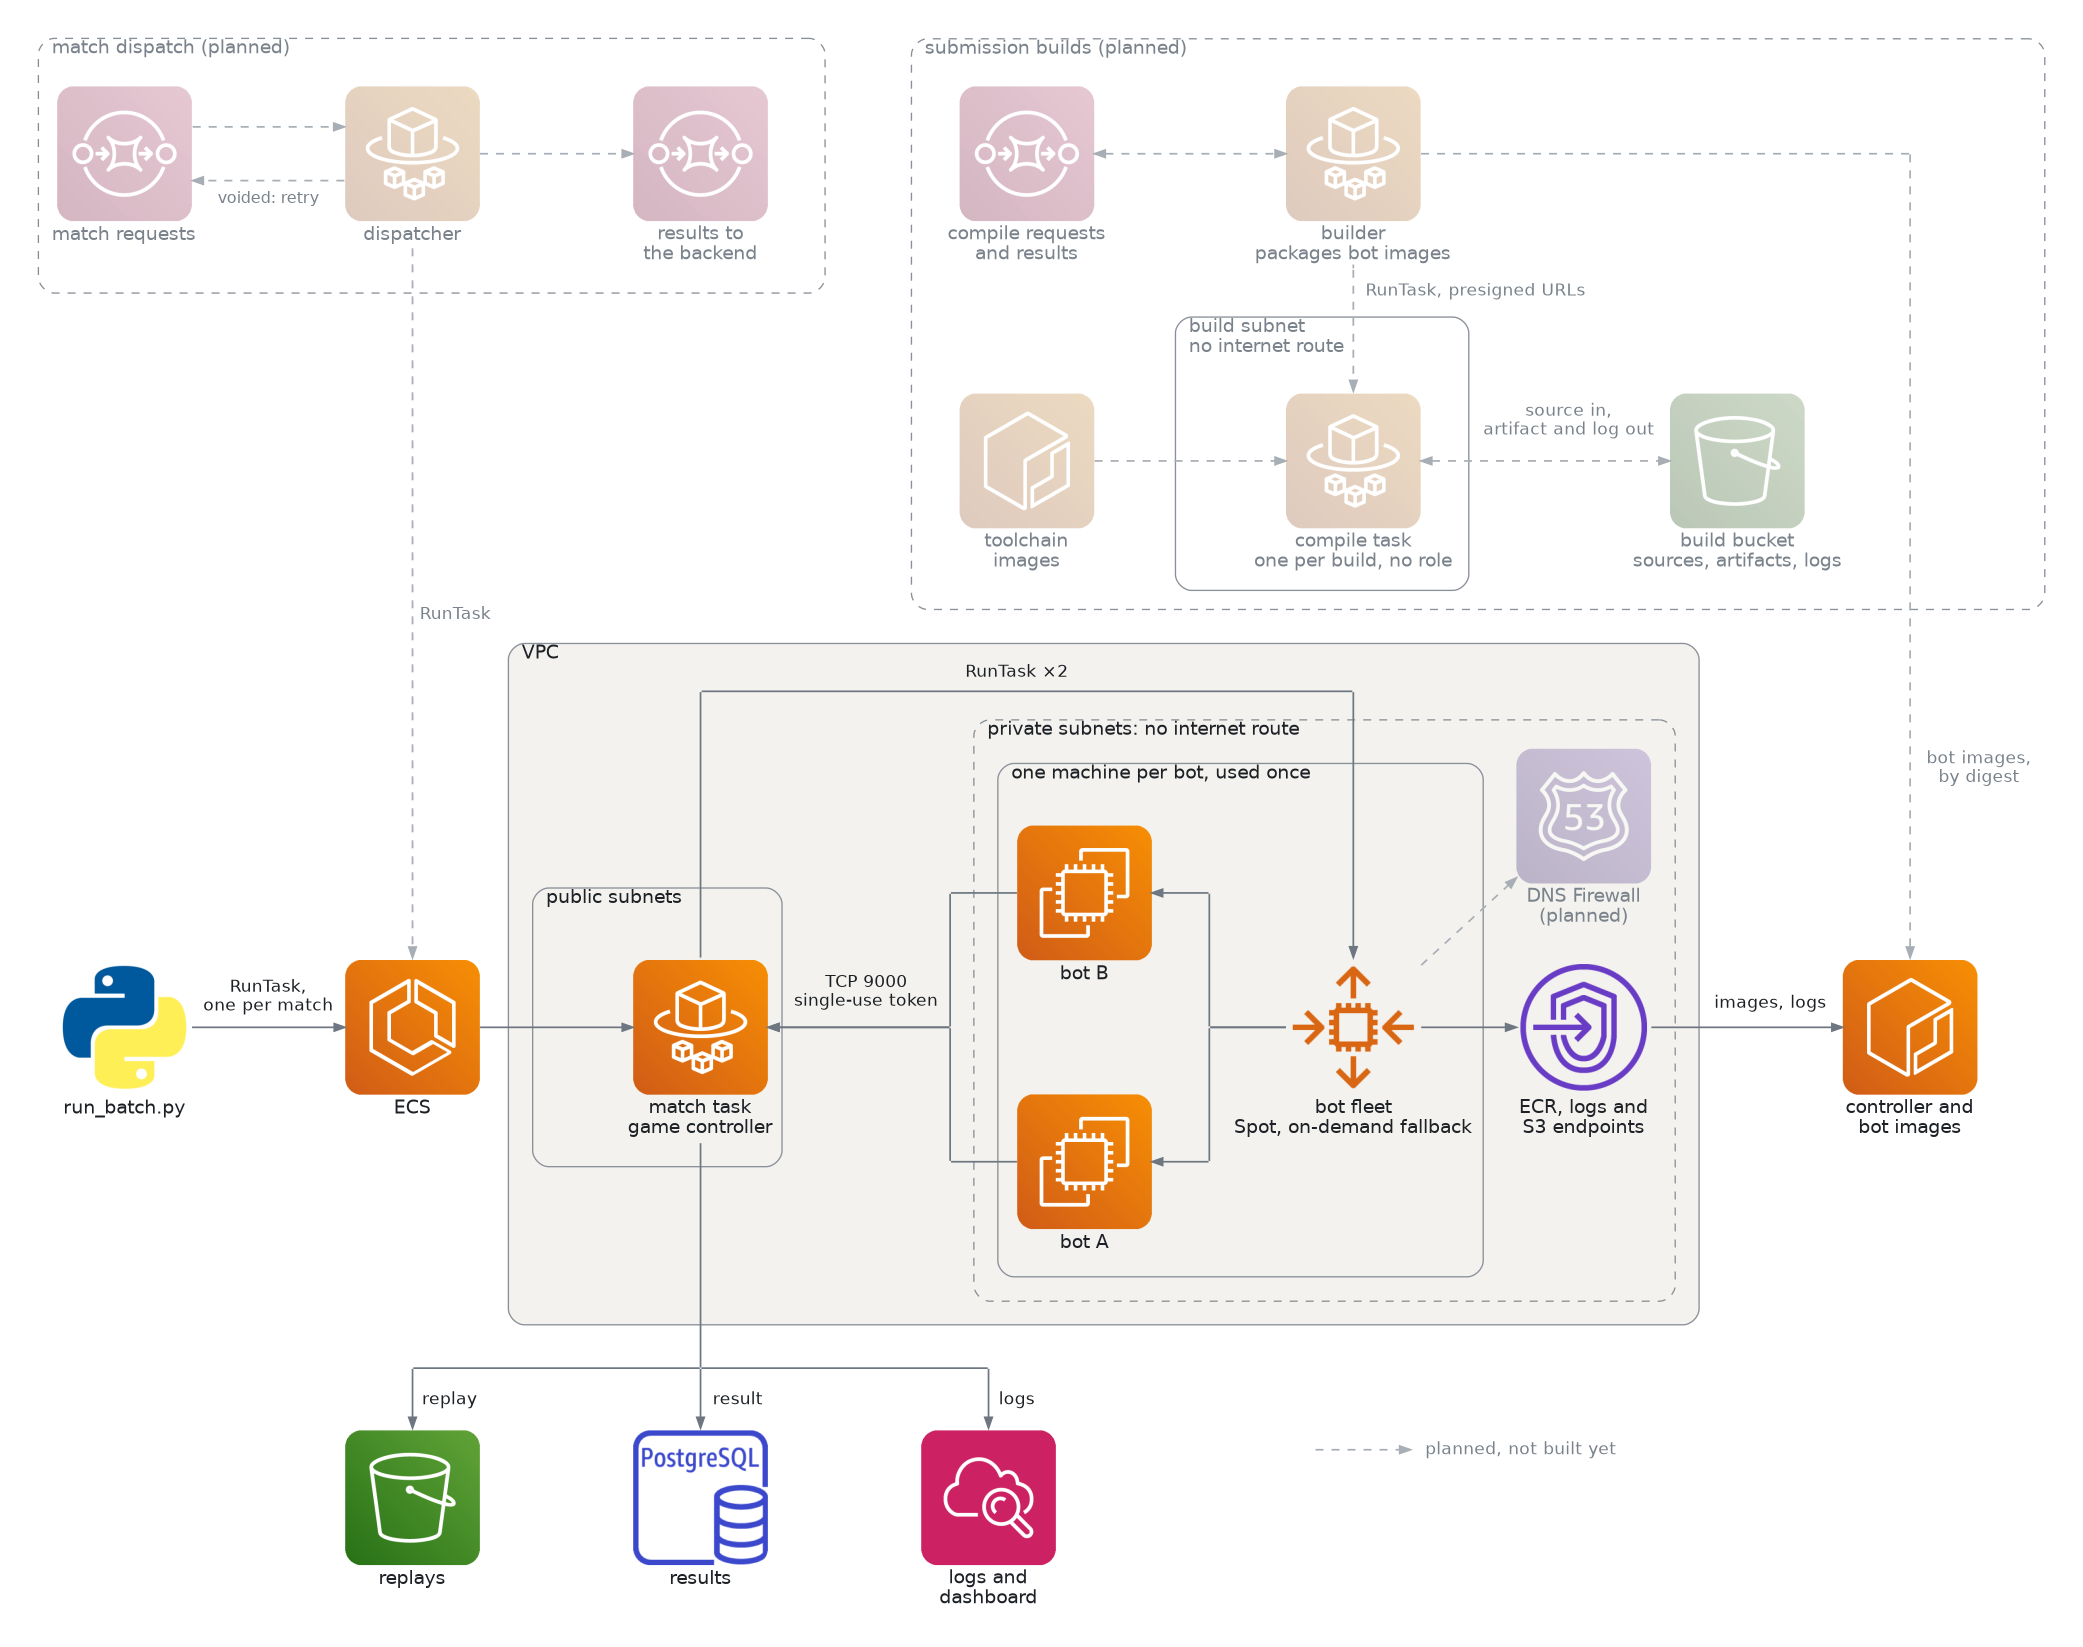 match dispatch (planned)
match requests
voided: retry
dispatcher
results to
the backend
submission builds (planned)
compile requests
and results
builder
packages bot images
RunTask, presigned URLs
build subnet
no internet route
toolchain
images
compile task
one per build, no role
source in,
artifact and log out
build bucket
sources, artifacts, logs
RunTask
VPC
RunTask ×2
private subnets: no internet route
one machine per bot, used once
53
DNS Firewall
(planned)
bot images,
by digest
public subnets
run_batch.py
RunTask,
one per match
ECS
match task
game controller
TCP 9000
single-use token
bot B
bot A
bot fleet
Spot, on-demand fallback
ECR, logs and
S3 endpoints
images, logs
controller and
bot images
replay
result
logs
replays
PostgreSQL
results
logs and
dashboard
planned, not built yet